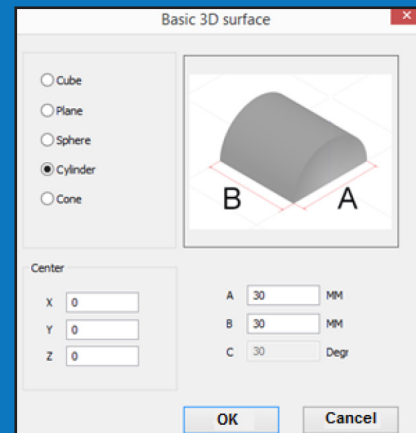 Basic 3D surface
×
Cube
Plane
Sphere
Cylinder
Cone
B
A
Center
X 0
Y 0
Z 0
A 30 MM
B 30 MM
C 30 Degr
OK
Cancel